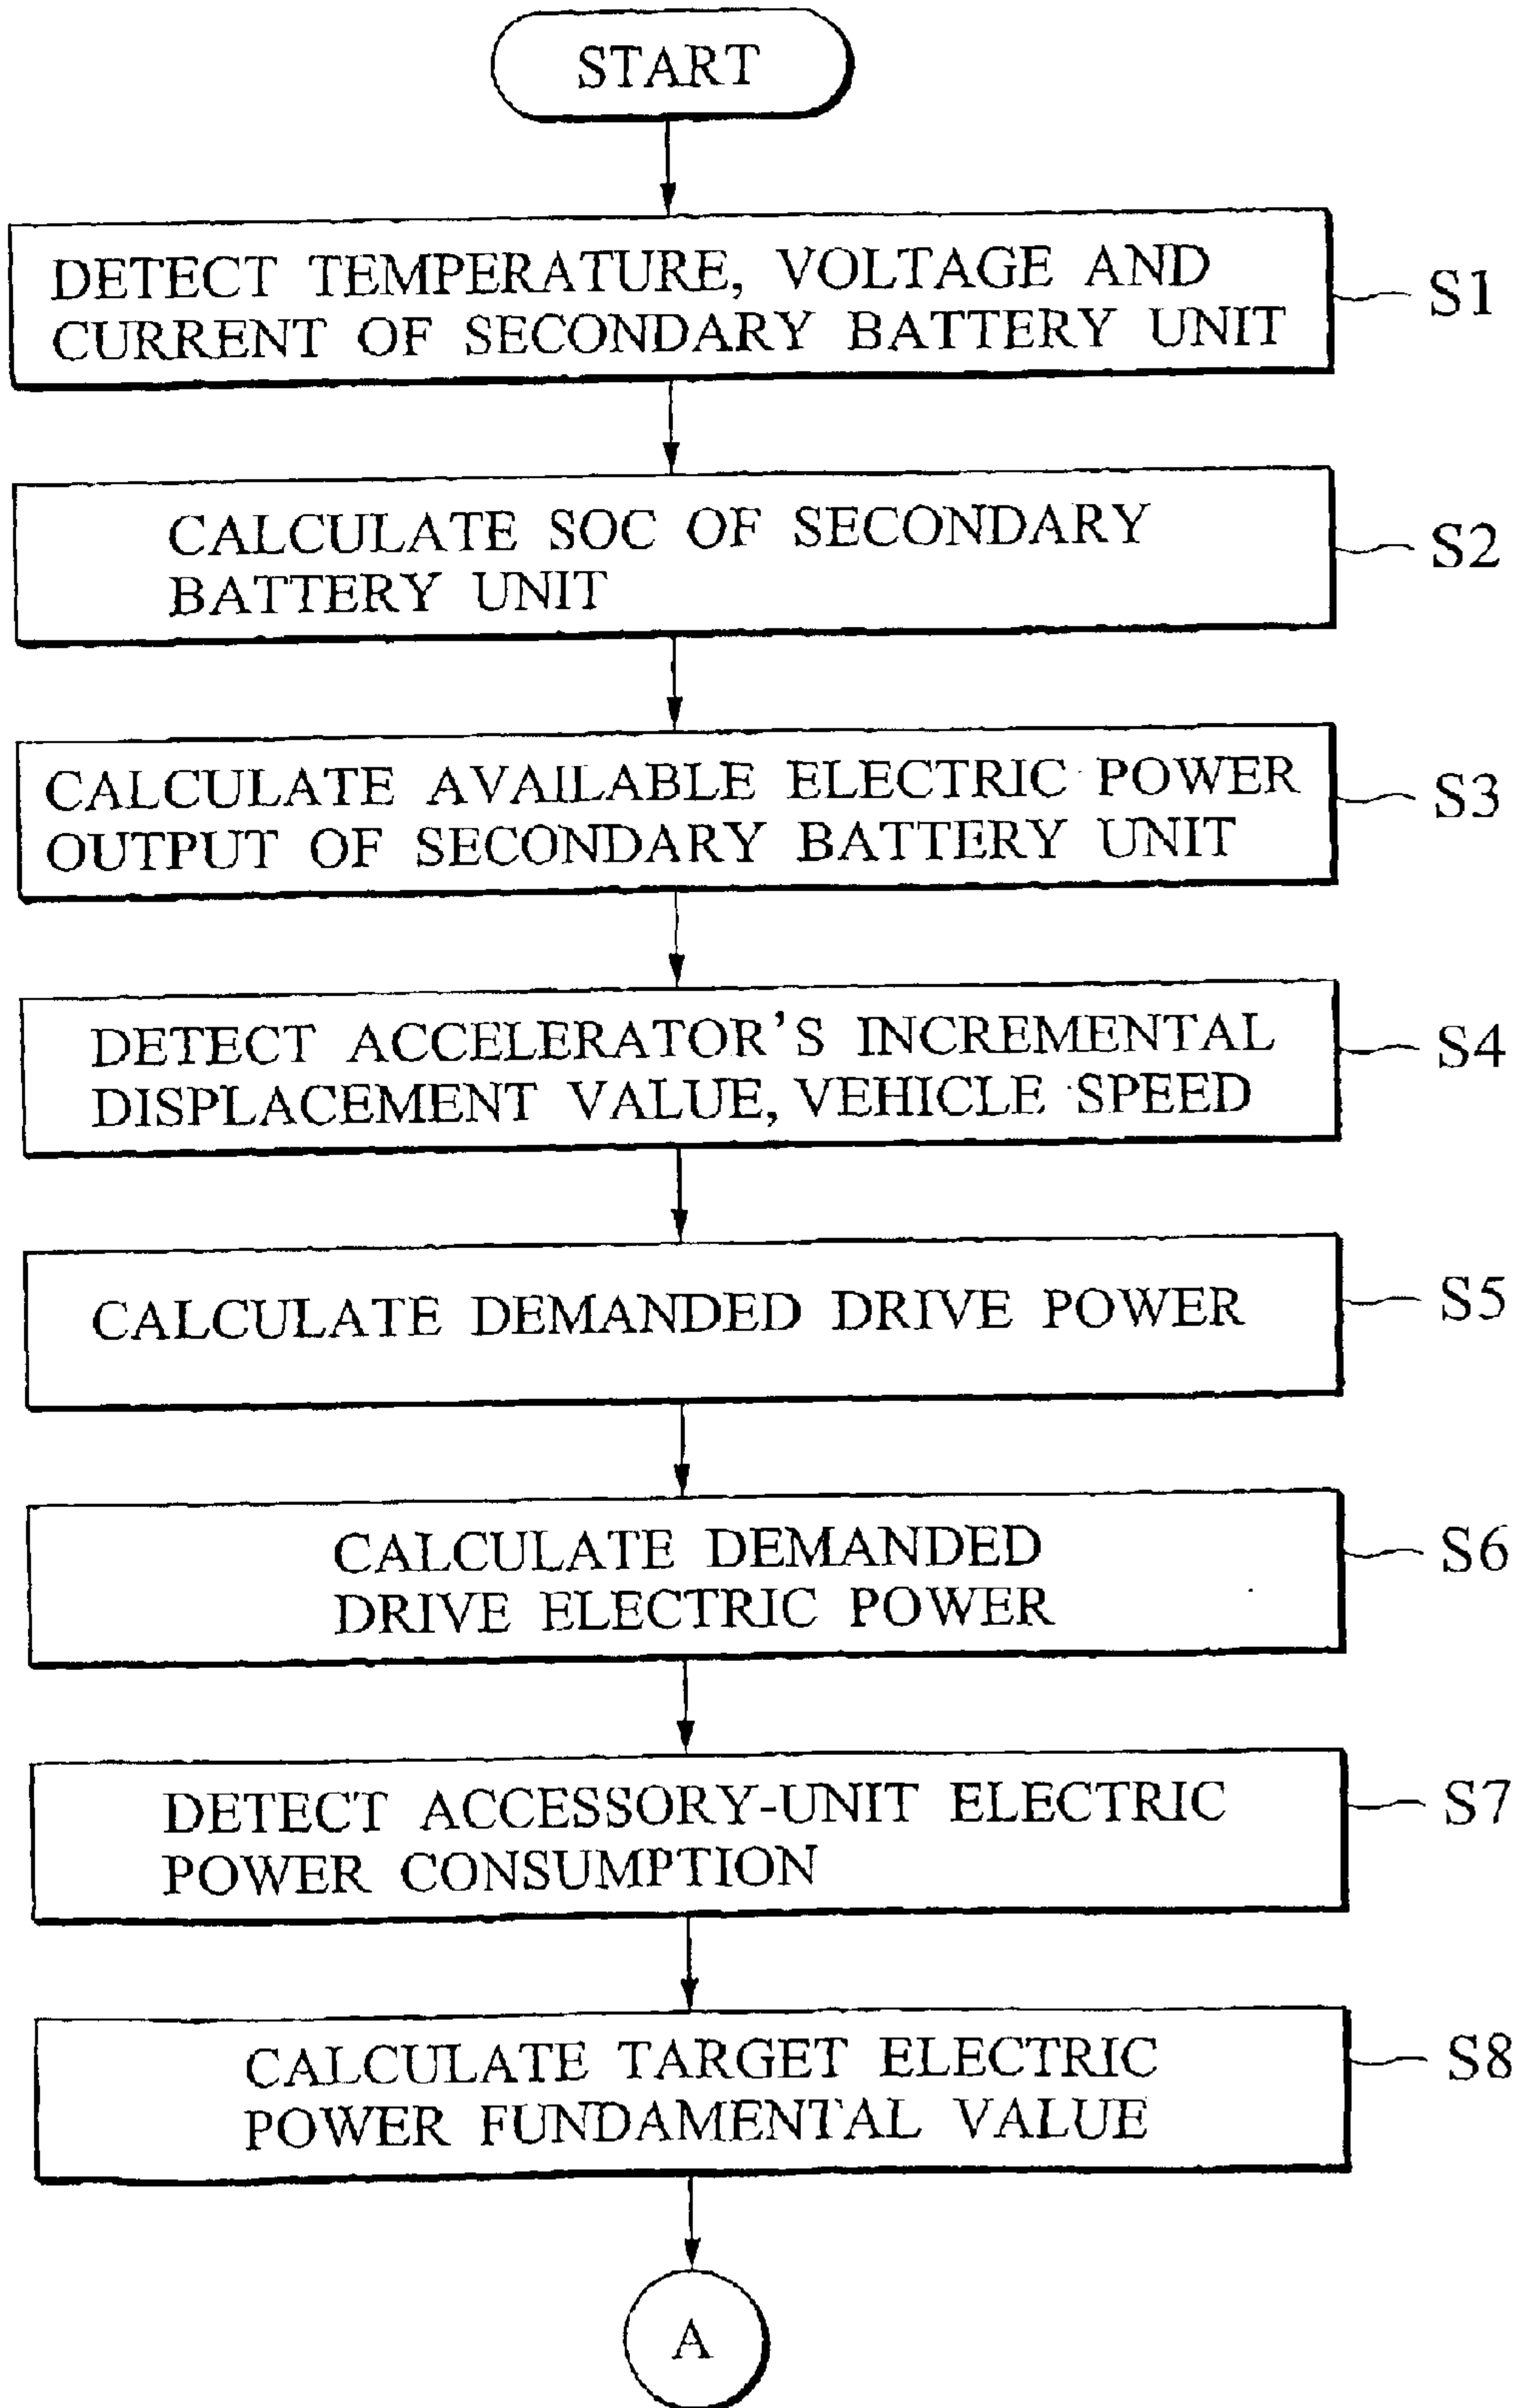 START
DETECT TEMPERATURE, VOLTAGE AND
CURRENT OF SECONDARY BATTERY UNIT
S1
CALCULATE SOC OF SECONDARY
BATTERY UNIT
S2
CALCULATE AVAILABLE ELECTRIC POWER
OUTPUT OF SECONDARY BATTERY UNIT
S3
DETECT ACCELERATOR'S INCREMENTAL
DISPLACEMENT VALUE, VEHICLE SPEED
S4
CALCULATE DEMANDED DRIVE POWER
S5
CALCULATE DEMANDED
DRIVE ELECTRIC POWER
S6
DETECT ACCESSORY-UNIT ELECTRIC
POWER CONSUMPTION
S7
CALCULATE TARGET ELECTRIC
POWER FUNDAMENTAL VALUE
S8
A